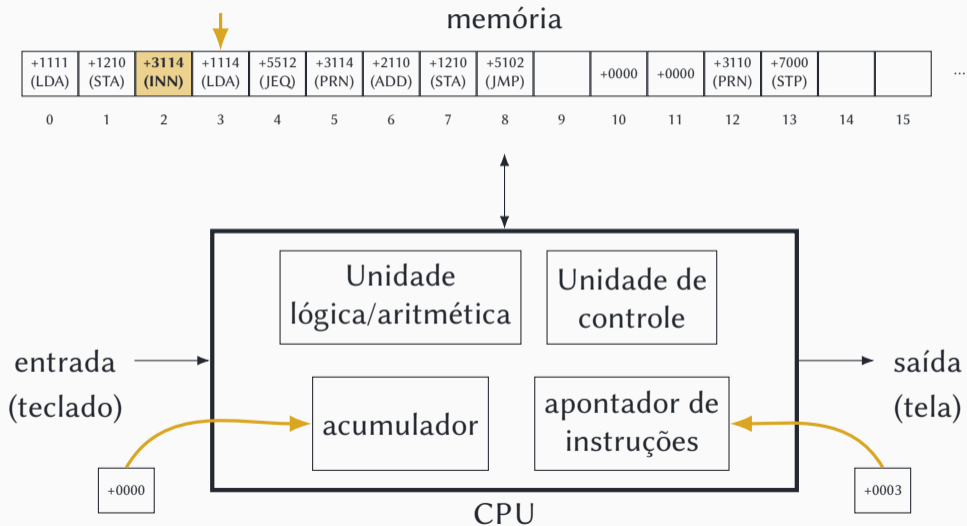 memória
+1111 +1210 +3114 +1114 +5512 +3114 +2110 +1210 +5102 +0000 +0000 +3110 +7000
(LDA) (STA) (INN) (LDA) (JEQ) (PRN) (ADD) (STA) (JMP) (PRN) (STP)
...
0 1 2 3 4 5 6 7 8 9 10 11 12 13 14 15
Unidade
lógica/aritmética
Unidade de
controle
entrada
(teclado)
saída
(tela)
acumulador
apontador de
instruções
+0000
+0003
CPU